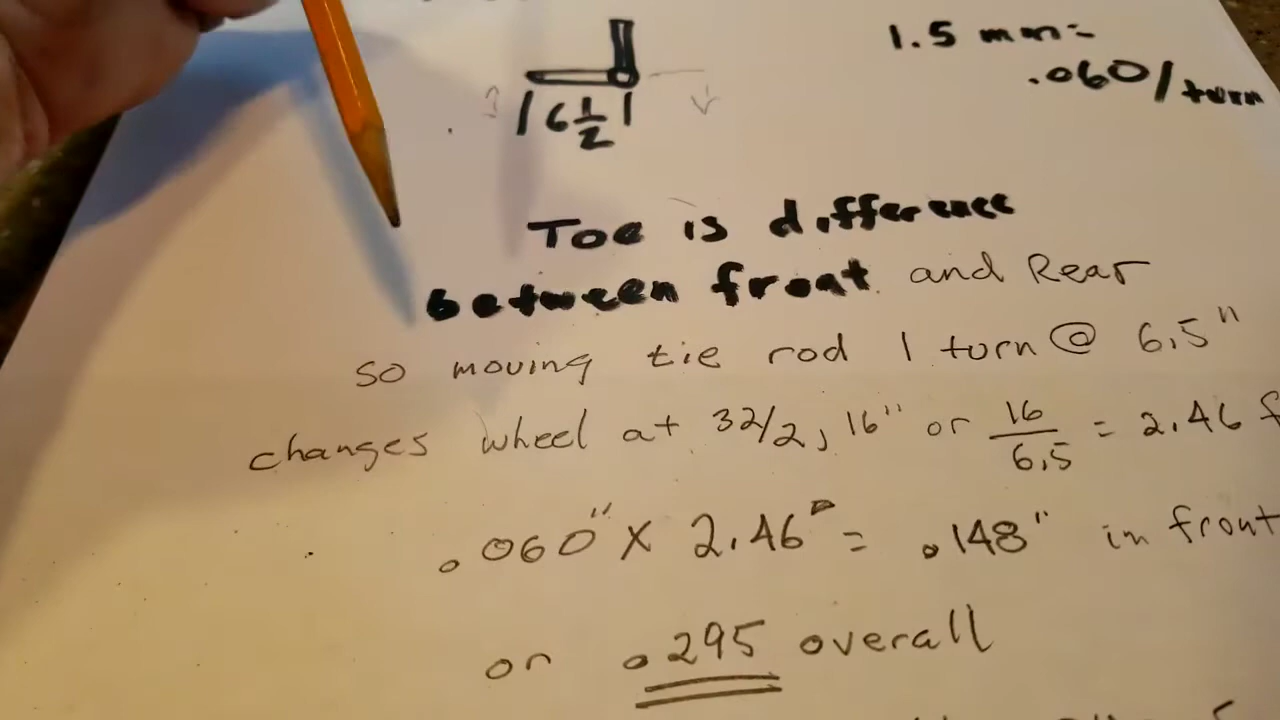 1.5 mm =
.060/turn
6 1/2
Toe is difference
between front and Rear
so moving tie rod 1 turn @ 6.5"
changes wheel at 32/2, 16" or 16/6.5 = 2.46
.060" X 2.46 = .148" in front
or .295 overall